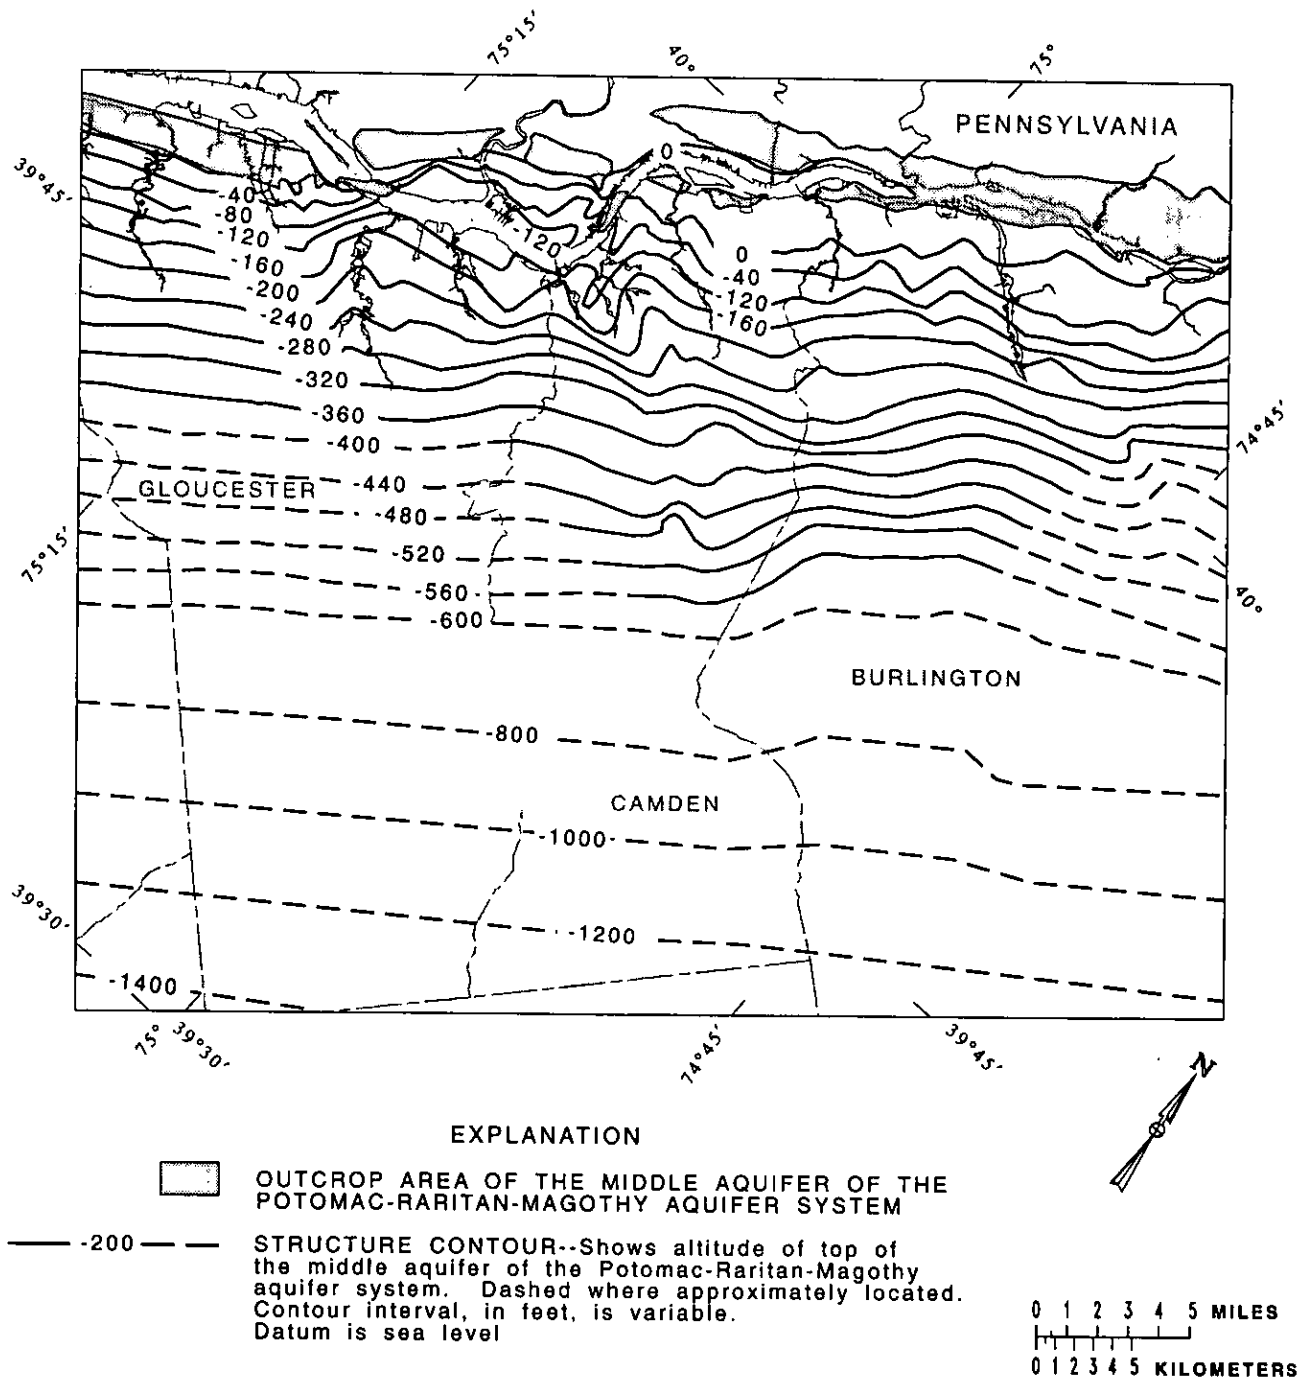 75°15'
40°
75°
PENNSYLVANIA
39°45'
0
-40
-80
-120
-120
-160
-200
-240
-280
-320
-360
-400
-440
-480
-520
-560
-600
0
-40
-120
-160
74°45'
GLOUCESTER
75°15'
40°
BURLINGTON
-800
CAMDEN
-1000
39°30'
-1200
-1400
75°
39°30'
74°45'
39°45'
N
EXPLANATION
OUTCROP AREA OF THE MIDDLE AQUIFER OF THE
POTOMAC-RARITAN-MAGOTHY AQUIFER SYSTEM
-200
STRUCTURE CONTOUR--Shows altitude of top of
the middle aquifer of the Potomac-Raritan-Magothy
aquifer system. Dashed where approximately located.
Contour interval, in feet, is variable.
Datum is sea level
0 1 2 3 4 5 MILES
0 1 2 3 4 5 KILOMETERS